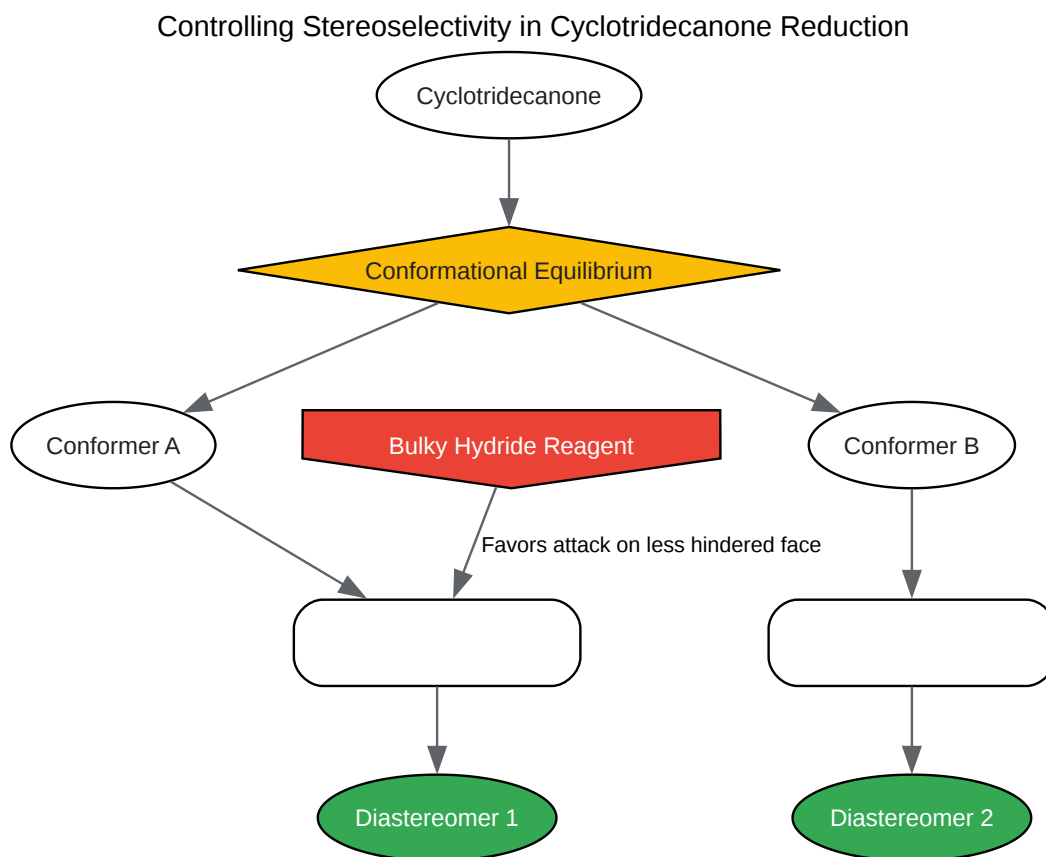 Controlling Stereoselectivity in Cyclotridecanone Reduction
Cyclotridecanone
Conformational Equilibrium
Conformer A
Bulky Hydride Reagent
Conformer B
Favors attack on less hindered face
Diastereomer 1
Diastereomer 2